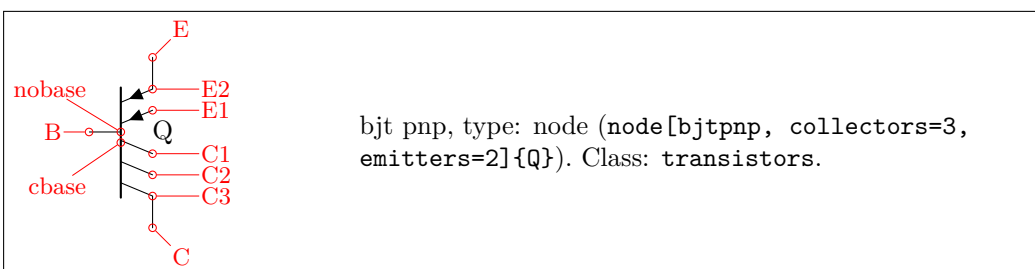 E
nobase
E2
E1
B
Q
C1
C2
cbase
C3
C
bjt pnp, type: node (node[bjtpnp, collectors=3,
emitters=2]{Q}). Class: transistors.